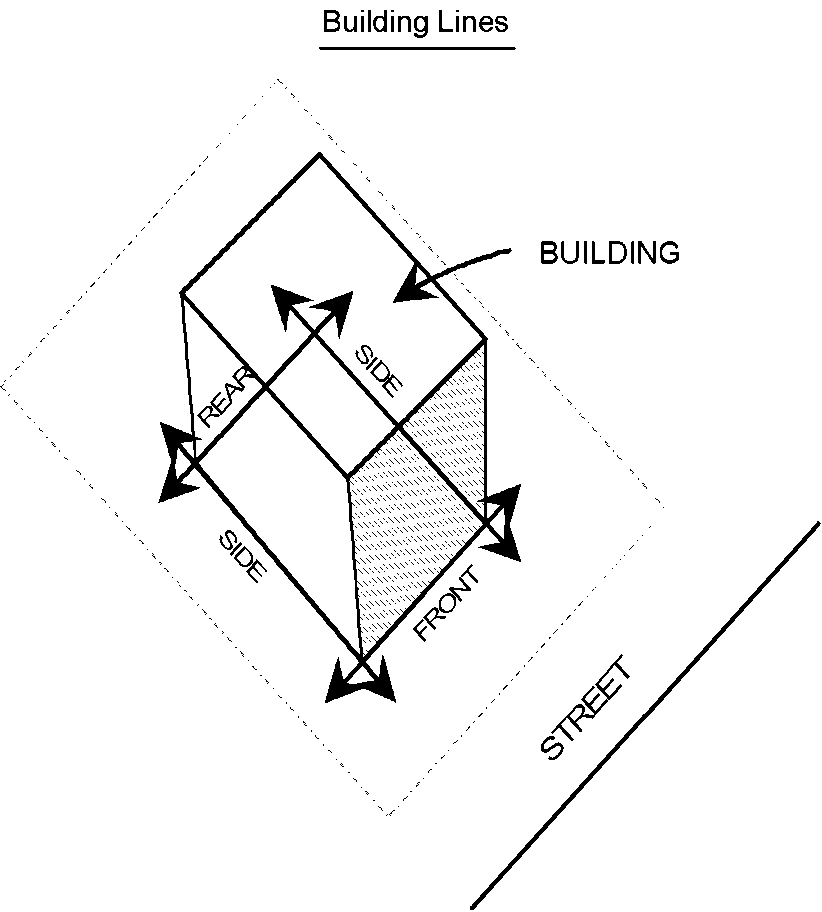 Building Lines
BUILDING
SIDE
REAR
SIDE
FRONT
STREET